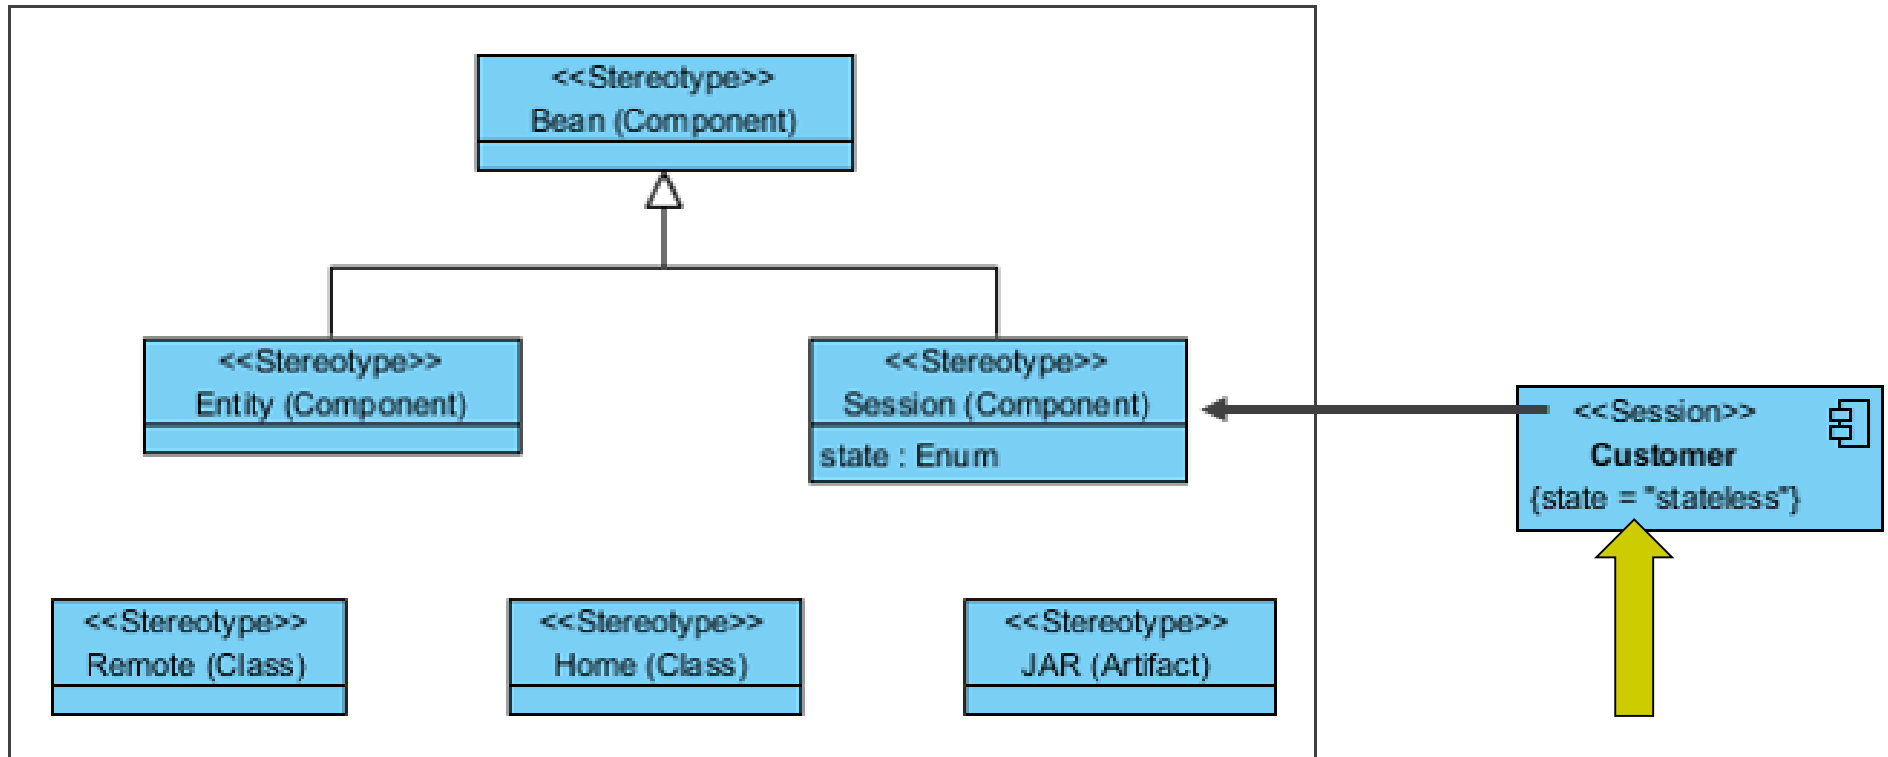 <<Stereotype>>
Bean (Component)
<<Stereotype>>
Entity (Component)
<<Stereotype>>
Session (Component)
state : Enum
<<Session>>
Customer
{state = "stateless"}
<<Stereotype>>
Remote (Class)
<<Stereotype>>
Home (Class)
<<Stereotype>>
JAR (Artifact)